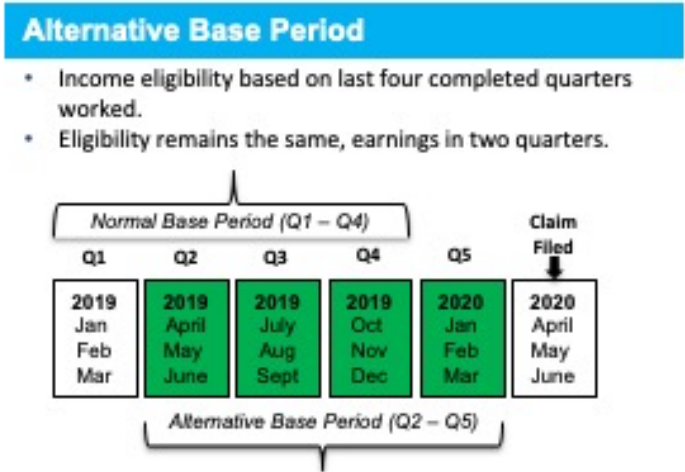 Alternative Base Period
• Income eligibility based on last four completed quarters
worked.
• Eligibility remains the same, earnings in two quarters.
Normal Base Period (Q1 – Q4)
Claim
Filed
Q1 Q2 Q3 Q4 Q5
2019 2019 2019 2019 2020 2020
Jan April July Oct Jan April
Feb May Aug Nov Feb May
Mar June Sept Dec Mar June
Alternative Base Period (Q2 – Q5)